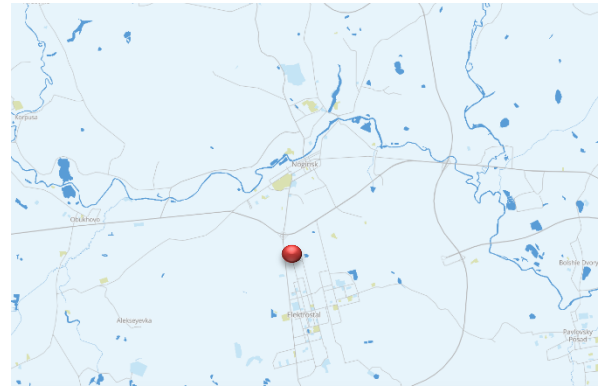 Noginsk
Obukhovo
Bolshie Dvory
Elektrostal
Alekseyevka
Pavlovsky
Posad